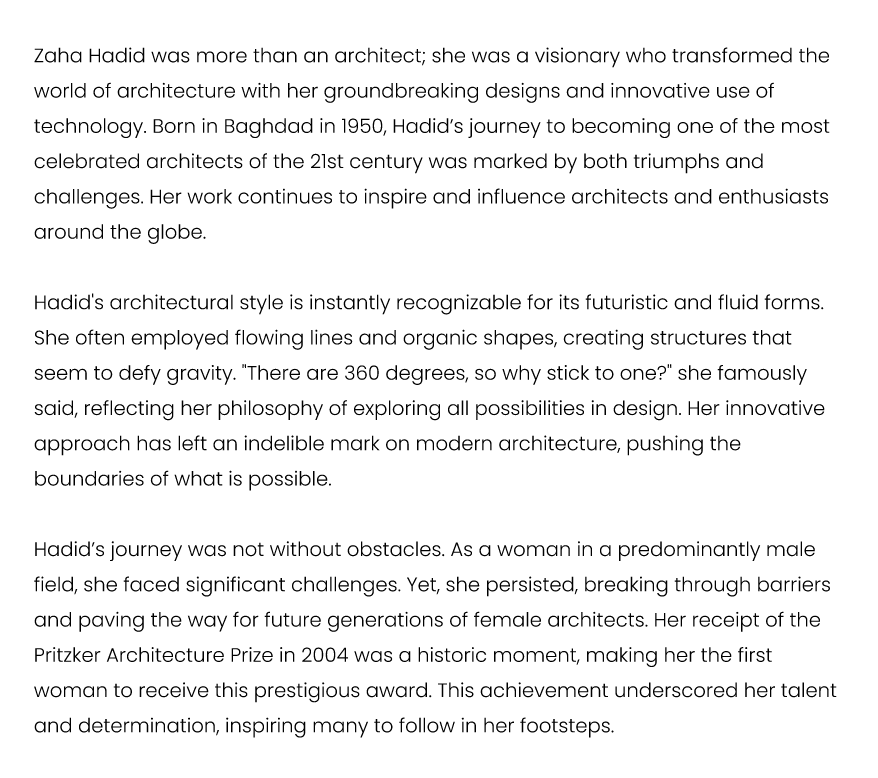 Zaha Hadid was more than an architect; she was a visionary who transformed the
world of architecture with her groundbreaking designs and innovative use of
technology. Born in Baghdad in 1950, Hadid’s journey to becoming one of the most
celebrated architects of the 21st century was marked by both triumphs and
challenges. Her work continues to inspire and influence architects and enthusiasts
around the globe.
Hadid's architectural style is instantly recognizable for its futuristic and fluid forms.
She often employed flowing lines and organic shapes, creating structures that
seem to defy gravity. "There are 360 degrees, so why stick to one?" she famously
said, reflecting her philosophy of exploring all possibilities in design. Her innovative
approach has left an indelible mark on modern architecture, pushing the
boundaries of what is possible.
Hadid’s journey was not without obstacles. As a woman in a predominantly male
field, she faced significant challenges. Yet, she persisted, breaking through barriers
and paving the way for future generations of female architects. Her receipt of the
Pritzker Architecture Prize in 2004 was a historic moment, making her the first
woman to receive this prestigious award. This achievement underscored her talent
and determination, inspiring many to follow in her footsteps.